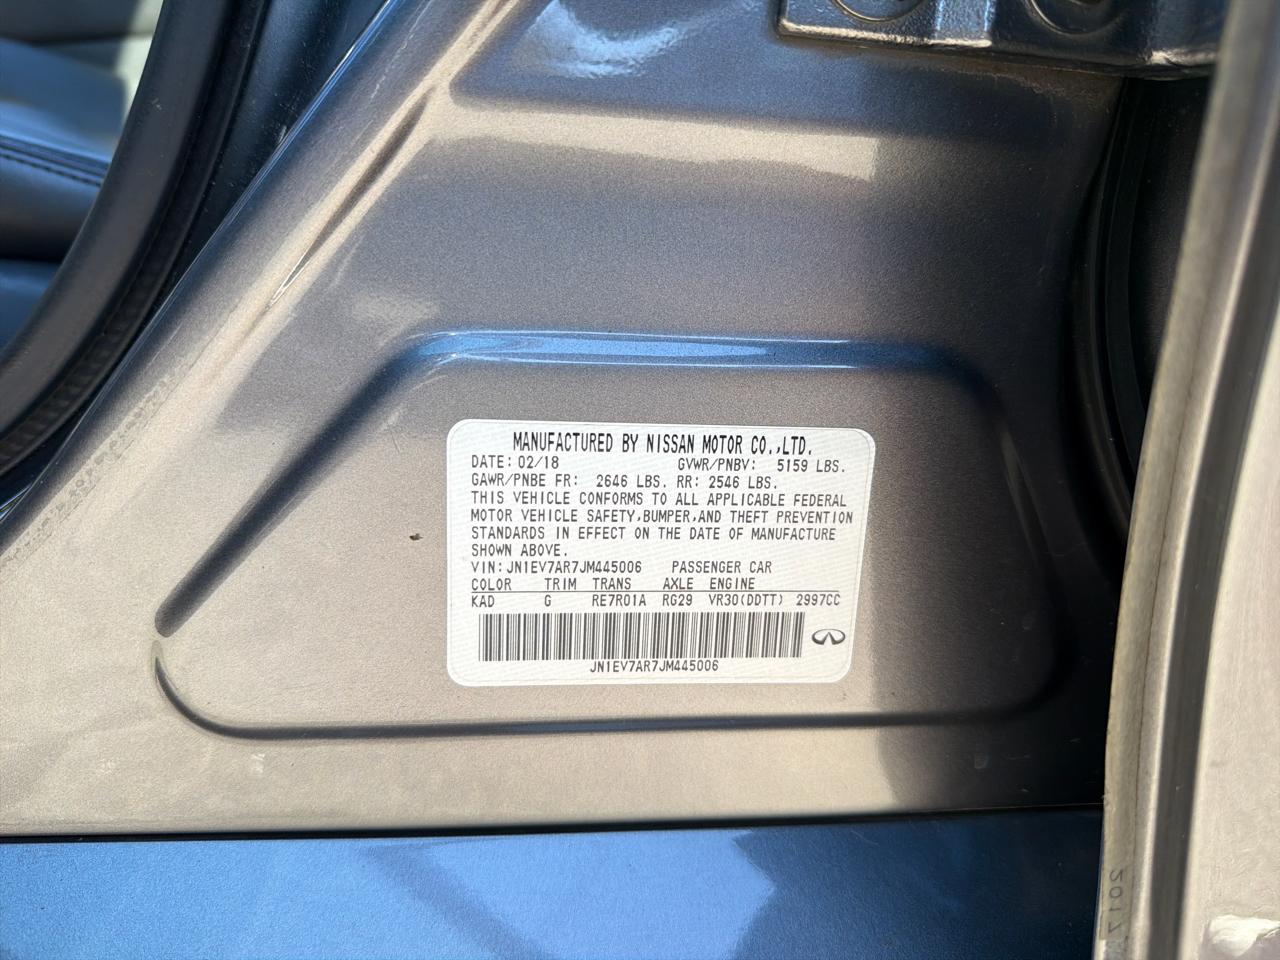 MANUFACTURED BY NISSAN MOTOR CO.,LTD.
DATE: 02/18 GVWR/PNBV: 5159 LBS.
GAWR/PNBE FR: 2646 LBS. RR: 2546 LBS.
THIS VEHICLE CONFORMS TO ALL APPLICABLE FEDERAL
MOTOR VEHICLE SAFETY,BUMPER,AND THEFT PREVENTION
STANDARDS IN EFFECT ON THE DATE OF MANUFACTURE
SHOWN ABOVE.
VIN: JN1EV7AR7JM445006 PASSENGER CAR
COLOR TRIM TRANS AXLE ENGINE
KAD G RE7R01A RG29 VR30(DDTT) 2997CC
JN1EV7AR7JM445006
2017